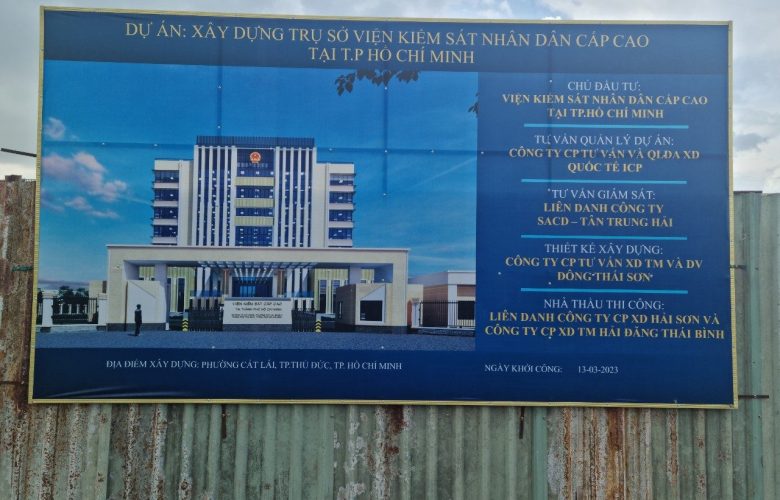 DỰ ÁN: XÂY DỰNG TRỤ SỞ VIỆN KIỂM SÁT NHÂN DÂN CẤP CAO
TẠI T.P HỒ CHÍ MINH
CHỦ ĐẦU TƯ:
VIỆN KIỂM SÁT NHÂN DÂN CẤP CAO
TẠI TP.HỒ CHÍ MINH
TƯ VẤN QUẢN LÝ DỰ ÁN:
CÔNG TY CP TƯ VẤN VÀ QLDA XD
QUỐC TẾ ICP
TƯ VẤN GIÁM SÁT:
LIÊN DANH CÔNG TY
SACD – TÂN TRUNG HẢI
THIẾT KẾ XÂY DỰNG:
CÔNG TY CP TƯ VẤN XD TM VÀ DV
ĐÔNG THÁI SƠN
NHÀ THẦU THI CÔNG:
LIÊN DANH CÔNG TY CP XD HẢI SƠN VÀ
CÔNG TY CP XD TM HẢI ĐĂNG THÁI BÌNH
VIỆN KIỂM SÁT CẤP CAO
TẠI THÀNH PHỐ HỒ CHÍ MINH
ĐỊA ĐIỂM XÂY DỰNG: PHƯỜNG CÁT LÁI, TP.THỦ ĐỨC, TP. HỒ CHÍ MINH
NGÀY KHỞI CÔNG: 13-03-2023